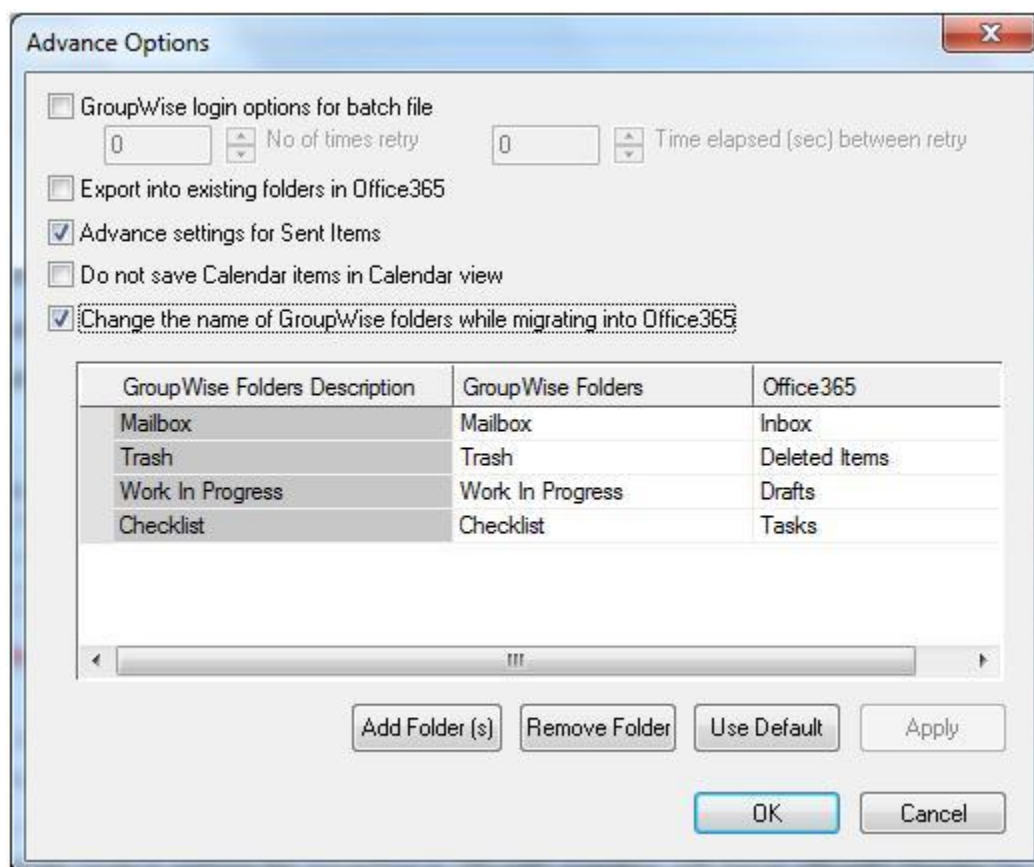 Advance Options
GroupWise login options for batch file
0 No of times retry 0 Time elapsed (sec) between retry
Export into existing folders in Office365
Advance settings for Sent Items
Do not save Calendar items in Calendar view
Change the name of GroupWise folders while migrating into Office365
GroupWise Folders Description GroupWise Folders Office365
Mailbox Mailbox Inbox
Trash Trash Deleted Items
Work In Progress Work In Progress Drafts
Checklist Checklist Tasks
Add Folder (s) Remove Folder Use Default Apply
OK Cancel